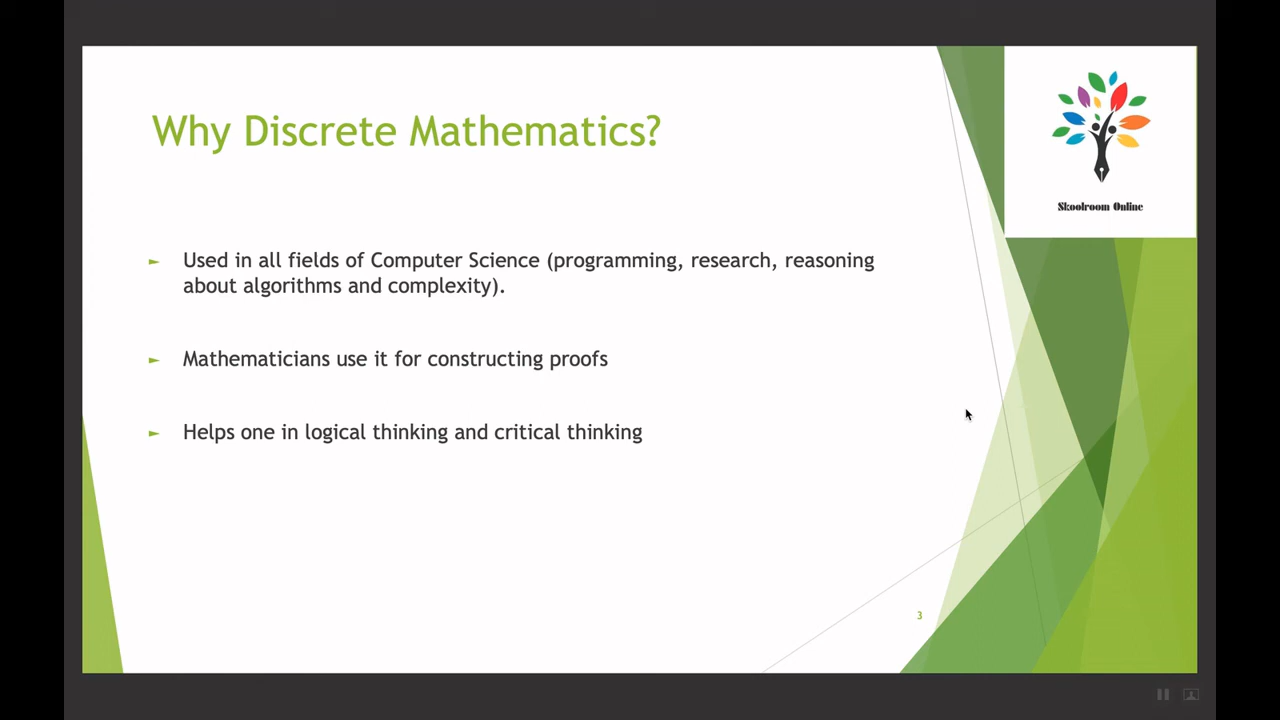 Why Discrete Mathematics?
Skoolroom Online
► Used in all fields of Computer Science (programming, research, reasoning
about algorithms and complexity).
► Mathematicians use it for constructing proofs
► Helps one in logical thinking and critical thinking
3